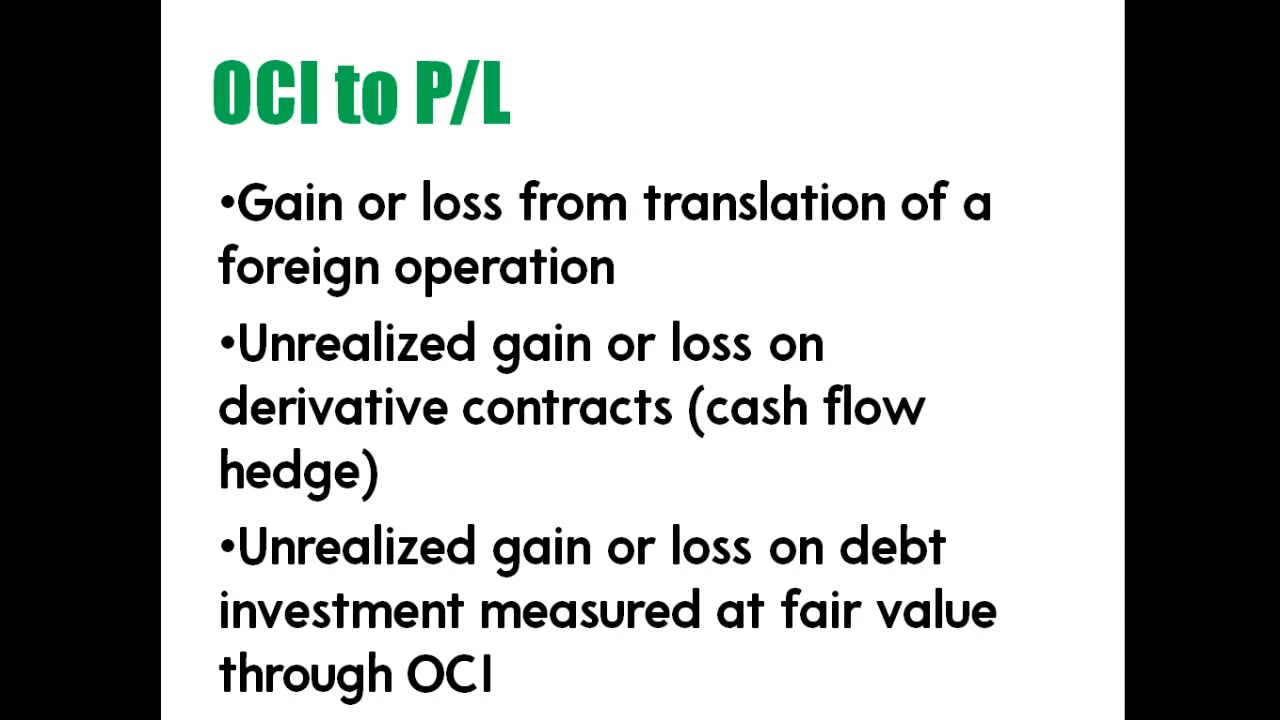 OCI to P/L
•Gain or loss from translation of a
foreign operation
•Unrealized gain or loss on
derivative contracts (cash flow
hedge)
•Unrealized gain or loss on debt
investment measured at fair value
through OCI